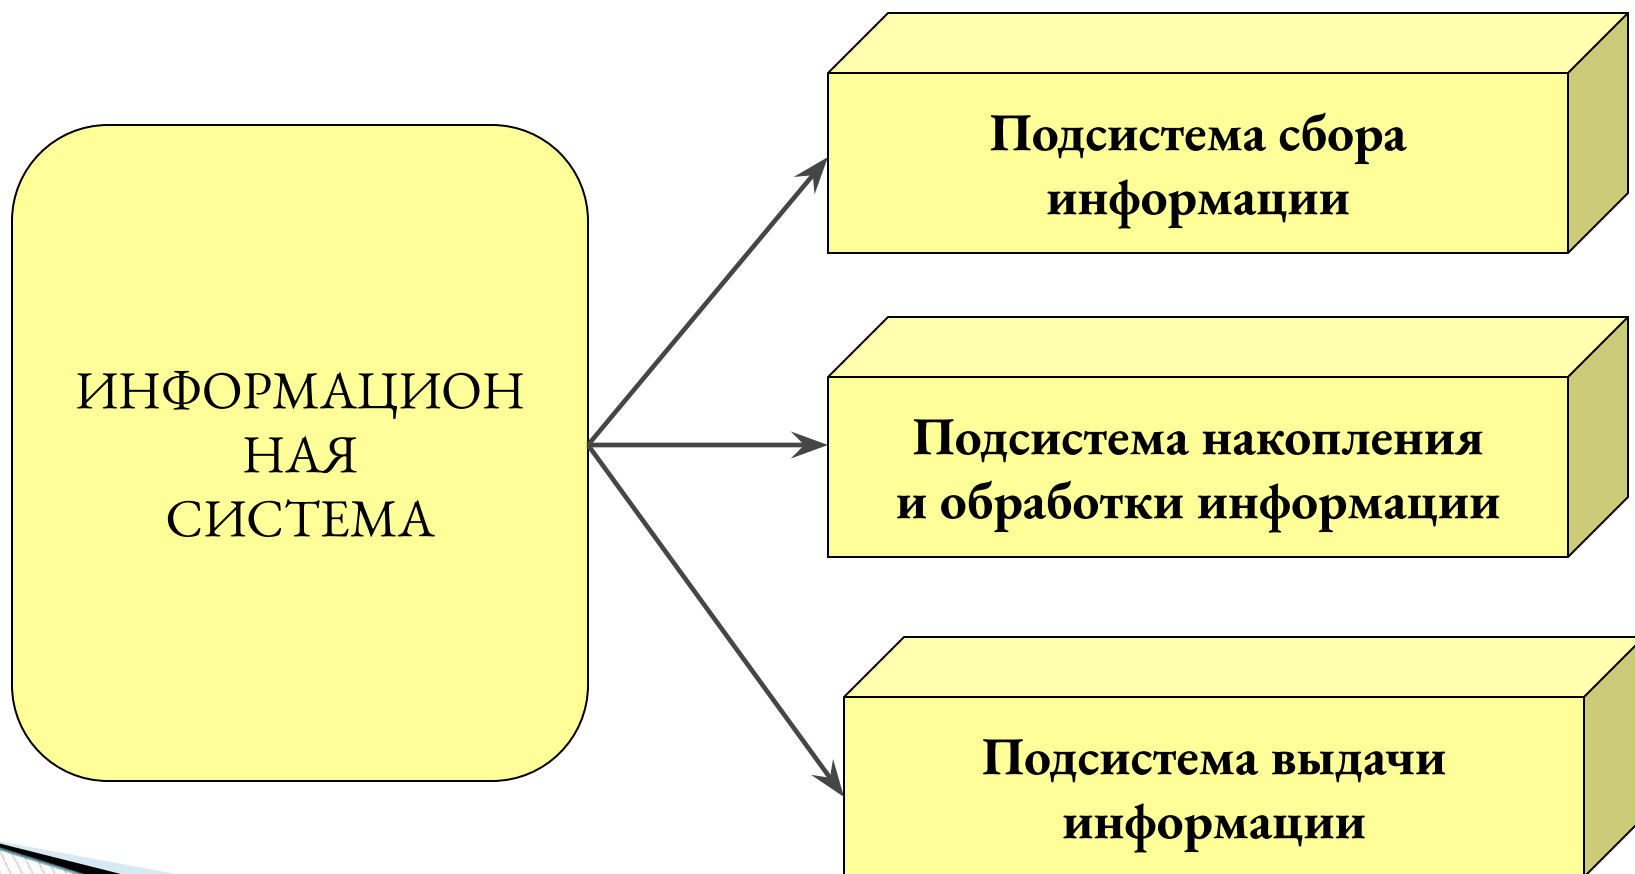 ИНФОРМАЦИОН
НАЯ
СИСТЕМА
Подсистема сбора
информации
Подсистема накопления
и обработки информации
Подсистема выдачи
информации